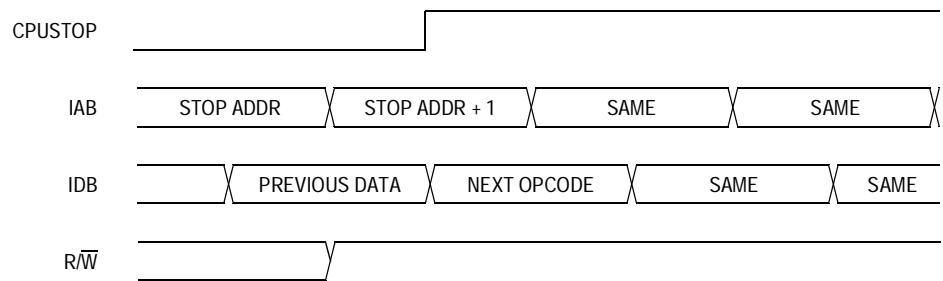 CPUSTOP
IAB STOP ADDR STOP ADDR + 1 SAME SAME
IDB PREVIOUS DATA NEXT OPCODE SAME SAME
R/W̅